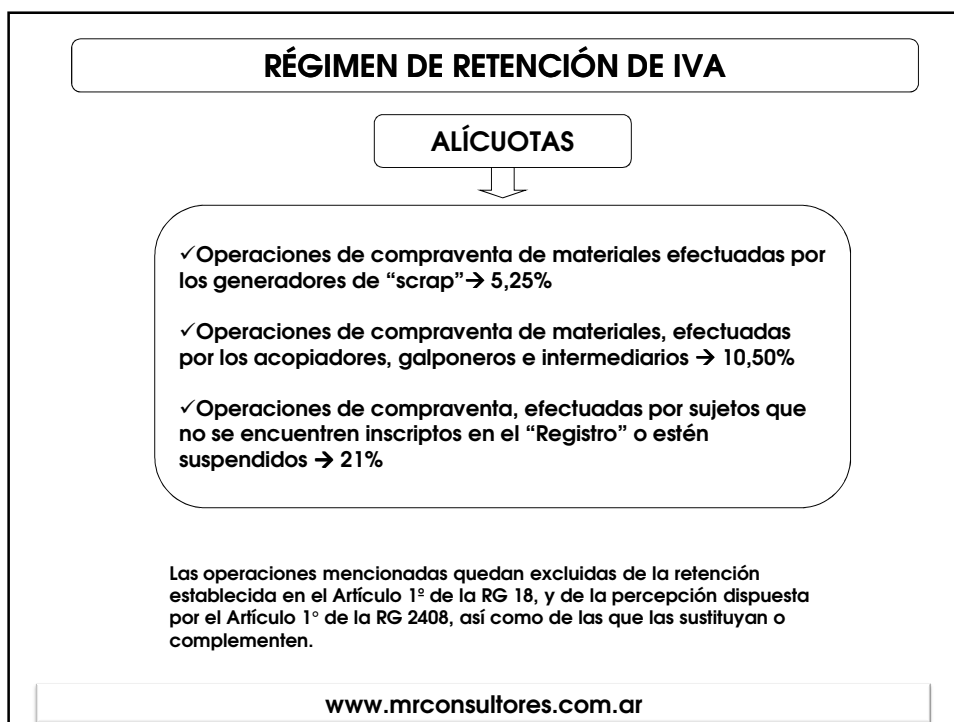 RÉGIMEN DE RETENCIÓN DE IVA
ALÍCUOTAS
✓Operaciones de compraventa de materiales efectuadas por
los generadores de “scrap”→ 5,25%
✓Operaciones de compraventa de materiales, efectuadas
por los acopiadores, galponeros e intermediarios → 10,50%
✓Operaciones de compraventa, efectuadas por sujetos que
no se encuentren inscriptos en el “Registro” o estén
suspendidos → 21%
Las operaciones mencionadas quedan excluidas de la retención
establecida en el Artículo 1º de la RG 18, y de la percepción dispuesta
por el Artículo 1° de la RG 2408, así como de las que las sustituyan o
complementen.
www.mrconsultores.com.ar